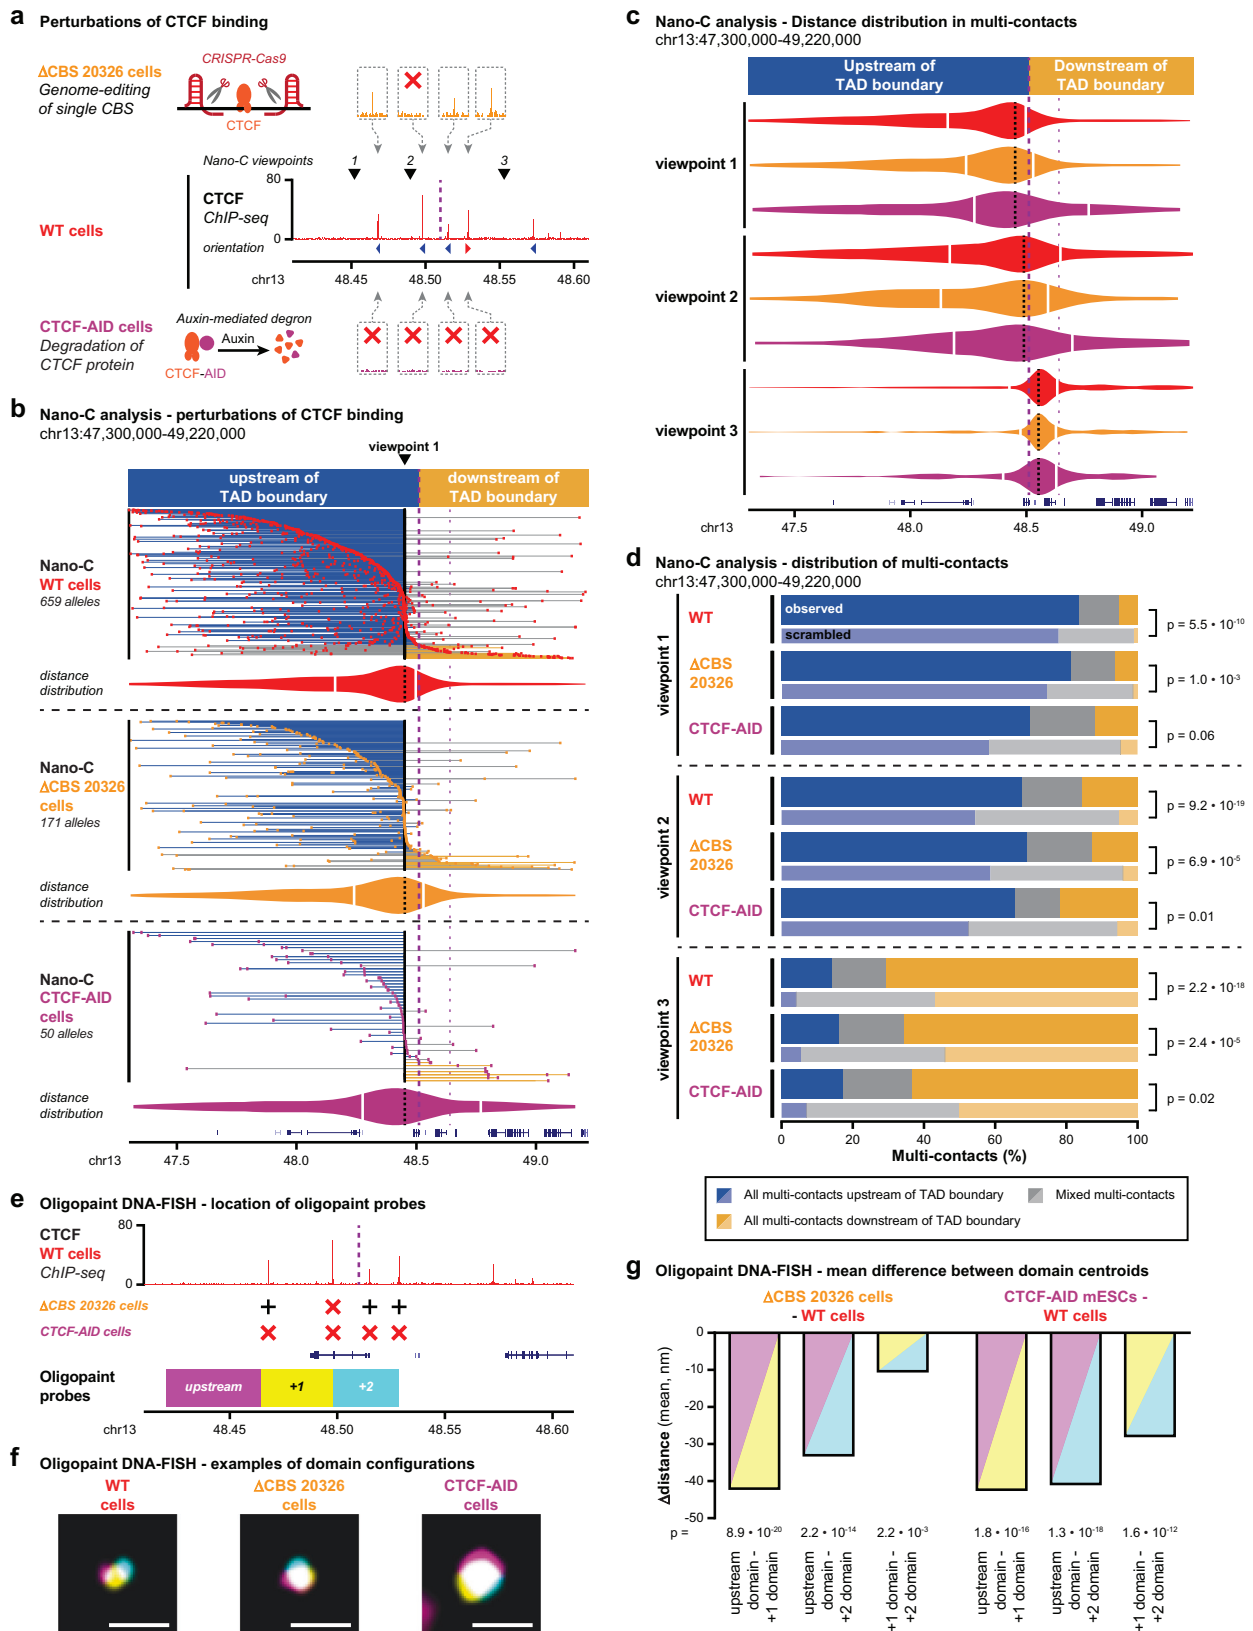 a Perturbations of CTCF binding
ΔCBS 20326 cells
Genome-editing
of single CBS
CRISPR-Cas9
CTCF
Nano-C viewpoints 1 2 3
WT cells
80
0
CTCF
ChIP-seq
orientation
chr13 48.45 48.50 48.55 48.60
CTCF-AID cells
Degradation of
CTCF protein
Auxin-mediated degron
Auxin
CTCF-AID
b Nano-C analysis - perturbations of CTCF binding
chr13:47,300,000-49,220,000
viewpoint 1
upstream of
TAD boundary
downstream of
TAD boundary
Nano-C
WT cells
659 alleles
distance
distribution
Nano-C
ΔCBS 20326
cells
171 alleles
distance
distribution
Nano-C
CTCF-AID
cells
50 alleles
distance
distribution
chr13 47.5 48.0 48.5 49.0
c Nano-C analysis - Distance distribution in multi-contacts
chr13:47,300,000-49,220,000
Upstream of
TAD boundary
Downstream of
TAD boundary
viewpoint 1
viewpoint 2
viewpoint 3
chr13 47.5 48.0 48.5 49.0
d Nano-C analysis - distribution of multi-contacts
chr13:47,300,000-49,220,000
viewpoint 1
WT
observed
scrambled
p = 5.5 • 10⁻¹⁰
ΔCBS
20326
p = 1.0 • 10⁻³
CTCF-AID
p = 0.06
viewpoint 2
WT
p = 9.2 • 10⁻¹⁹
ΔCBS
20326
p = 6.9 • 10⁻⁵
CTCF-AID
p = 0.01
viewpoint 3
WT
p = 2.2 • 10⁻¹⁸
ΔCBS
20326
p = 2.4 • 10⁻⁵
CTCF-AID
p = 0.02
0 20 40 60 80 100
Multi-contacts (%)
All multi-contacts upstream of TAD boundary
Mixed multi-contacts
All multi-contacts downstream of TAD boundary
e Oligopaint DNA-FISH - location of oligopaint probes
CTCF
WT cells
ChIP-seq
80
0
ΔCBS 20326 cells
CTCF-AID cells
Oligopaint
probes
upstream +1 +2
chr13 48.45 48.50 48.55 48.60
f Oligopaint DNA-FISH - examples of domain configurations
WT
cells
ΔCBS 20326
cells
CTCF-AID
cells
g Oligopaint DNA-FISH - mean difference between domain centroids
ΔCBS 20326 cells
- WT cells
CTCF-AID mESCs -
WT cells
Δdistance (mean, nm)
0
-10
-20
-30
-40
-50
p = 8.9 • 10⁻²⁰ 2.2 • 10⁻¹⁴ 2.2 • 10⁻³ 1.8 • 10⁻¹⁶ 1.3 • 10⁻¹⁸ 1.6 • 10⁻¹²
upstream
domain -
+1 domain
upstream
domain -
+2 domain
+1 domain -
+2 domain
upstream
domain -
+1 domain
upstream
domain -
+2 domain
+1 domain -
+2 domain